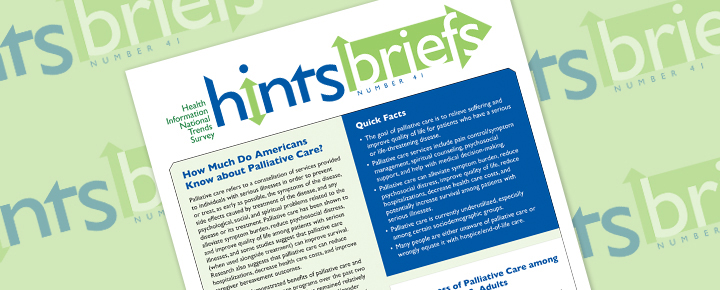 briefs
NUMBER 41
hintsbriefs
NUMBER 41
Health
Information
National
Trends
Survey
How Much Do Americans
Know about Palliative Care?
Palliative care refers to a constellation of services provided
to individuals with serious illnesses in order to prevent
or treat, as early as possible, the symptoms of the disease,
side effects caused by treatment of the disease, and any
psychological, social, and spiritual problems related to the
disease or its treatment. Palliative care has been shown to
alleviate symptom burden, reduce psychosocial distress,
and improve quality of life among patients with serious
illnesses, and some studies suggest that palliative care
(when used alongside treatment) can improve survival.
Research also suggests that palliative care can reduce
hospitalizations, decrease health care costs, and improve
caregiver bereavement outcomes.
benefits of palliative care and
care programs over the past two
remained relatively
Quick Facts
• The goal of palliative care is to relieve suffering and
improve quality of life for patients who have a serious
or life-threatening disease.
• Palliative care services include pain control/symptom
management, spiritual counseling, psychosocial
support, and help with medical decision-making.
• Palliative care can alleviate symptom burden, reduce
psychosocial distress, improve quality of life, reduce
hospitalizations, decrease health care costs, and
potentially increase survival among patients with
serious illnesses.
• Palliative care is currently underutilized, especially
among certain sociodemographic groups.
• Many people are either unaware of palliative care or
wrongly equate it with hospice/end-of-life care.
of Palliative Care among
Adults
briefs
NUMBER 41
hints
NUMBER 41
nts
briefs
NUMBER 41